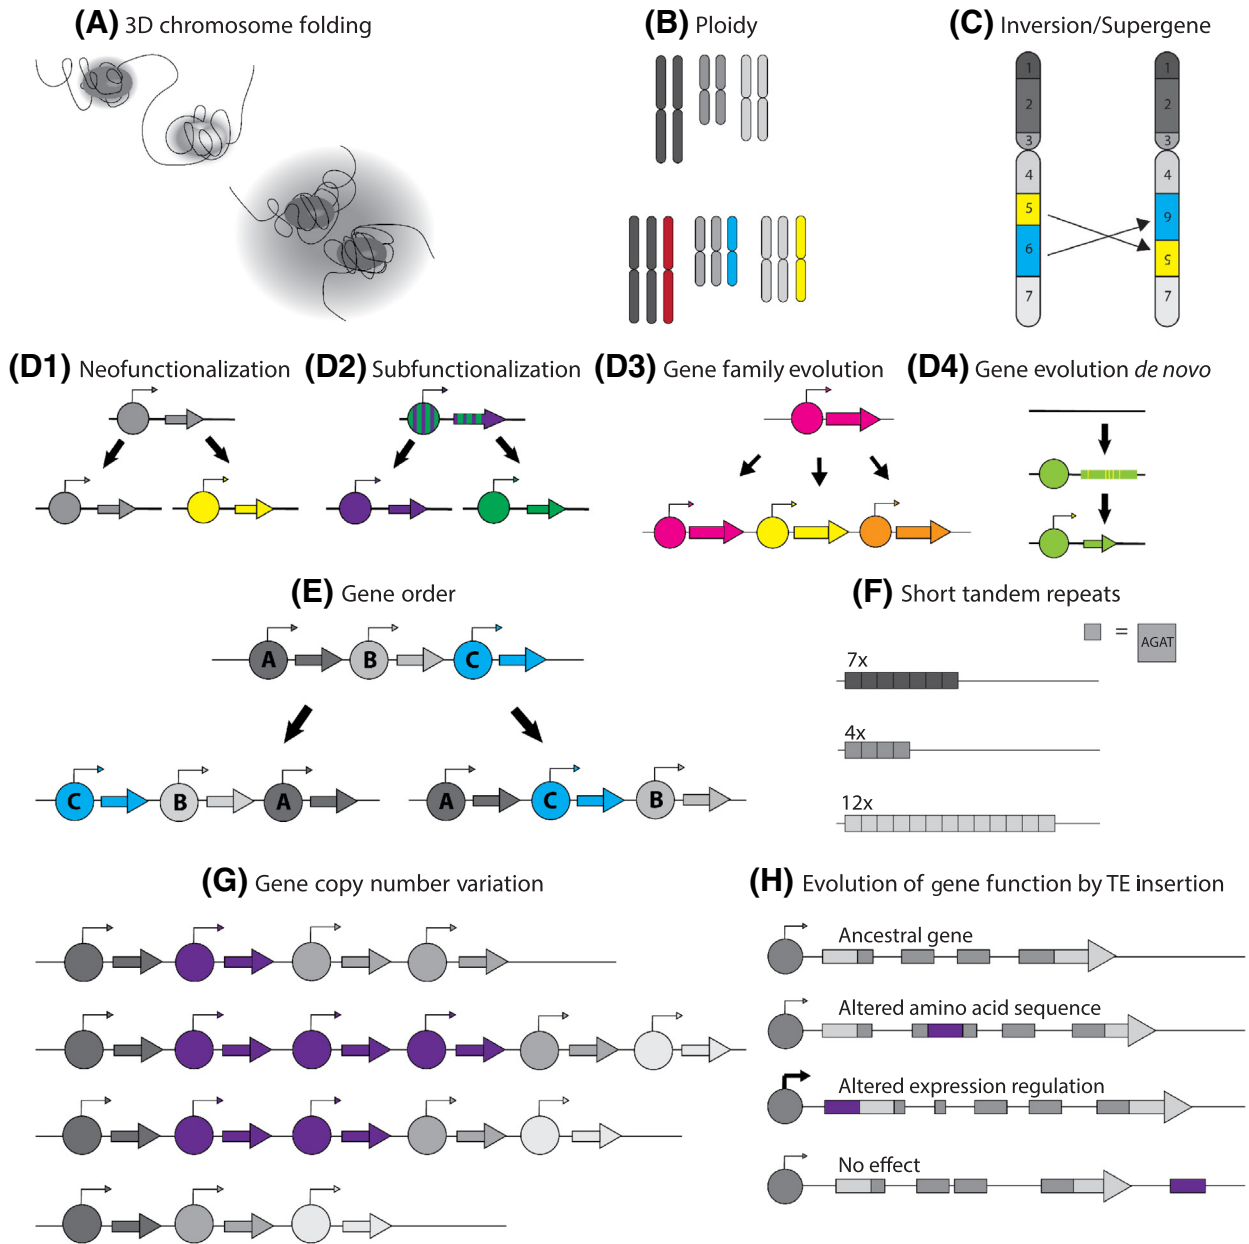 (A) 3D chromosome folding
(B) Ploidy
(C) Inversion/Supergene
1
2
3
4
5
6
7
1
2
3
4
6
5
7
(D1) Neofunctionalization
(D2) Subfunctionalization
(D3) Gene family evolution
(D4) Gene evolution de novo
(E) Gene order
A B C
C B A
A C B
(F) Short tandem repeats
= AGAT
7x
4x
12x
(G) Gene copy number variation
(H) Evolution of gene function by TE insertion
Ancestral gene
Altered amino acid sequence
Altered expression regulation
No effect